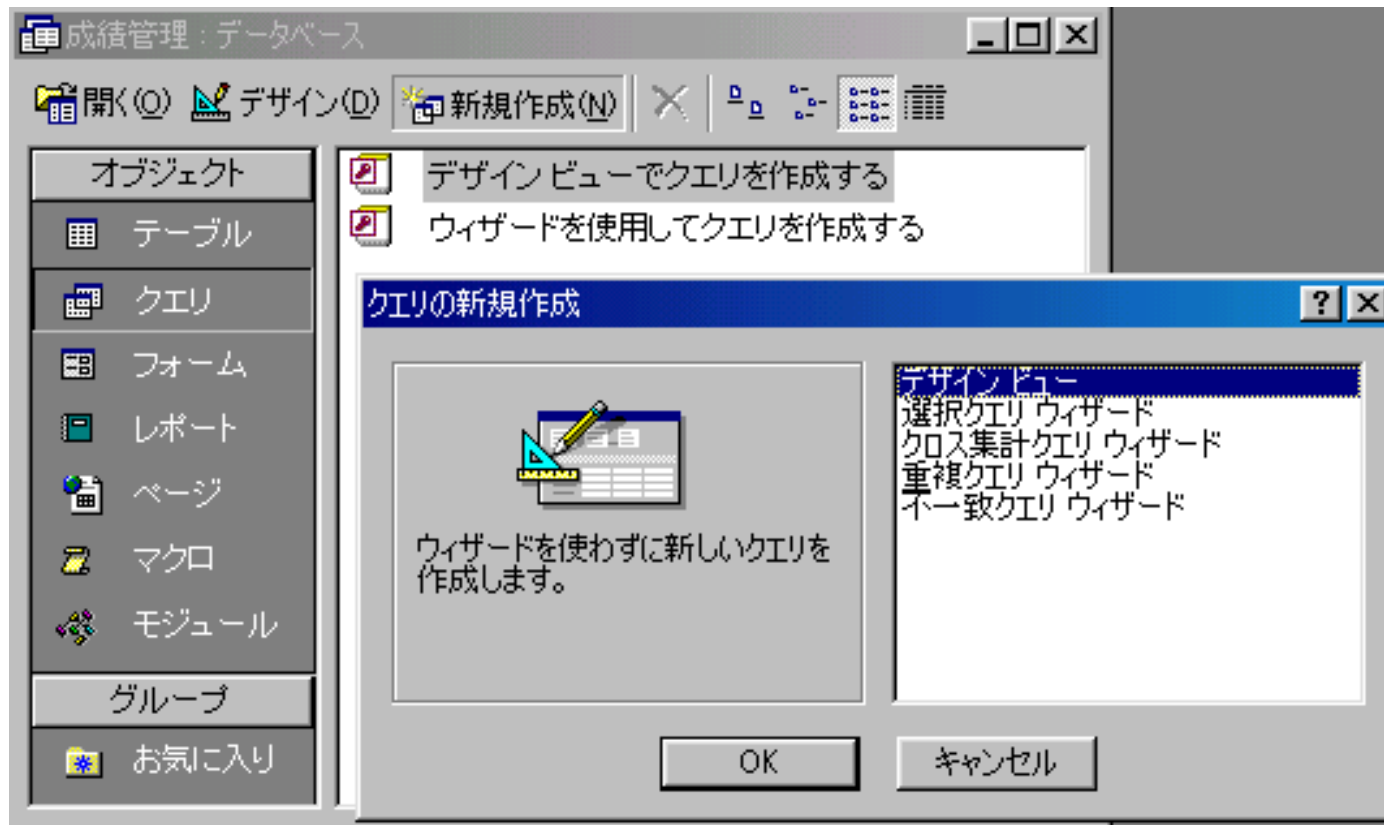 成績管理 : データベース
開く(O) デザイン(D) 新規作成(N)
オブジェクト
テーブル
クエリ
フォーム
レポート
ページ
マクロ
モジュール
グループ
お気に入り
デザイン ビューでクエリを作成する
ウィザードを使用してクエリを作成する
クエリの新規作成
ウィザードを使わずに新しいクエリを
作成します。
デザイン ビュー
選択クエリ ウィザード
クロス集計クエリ ウィザード
重複クエリ ウィザード
不一致クエリ ウィザード
OK キャンセル